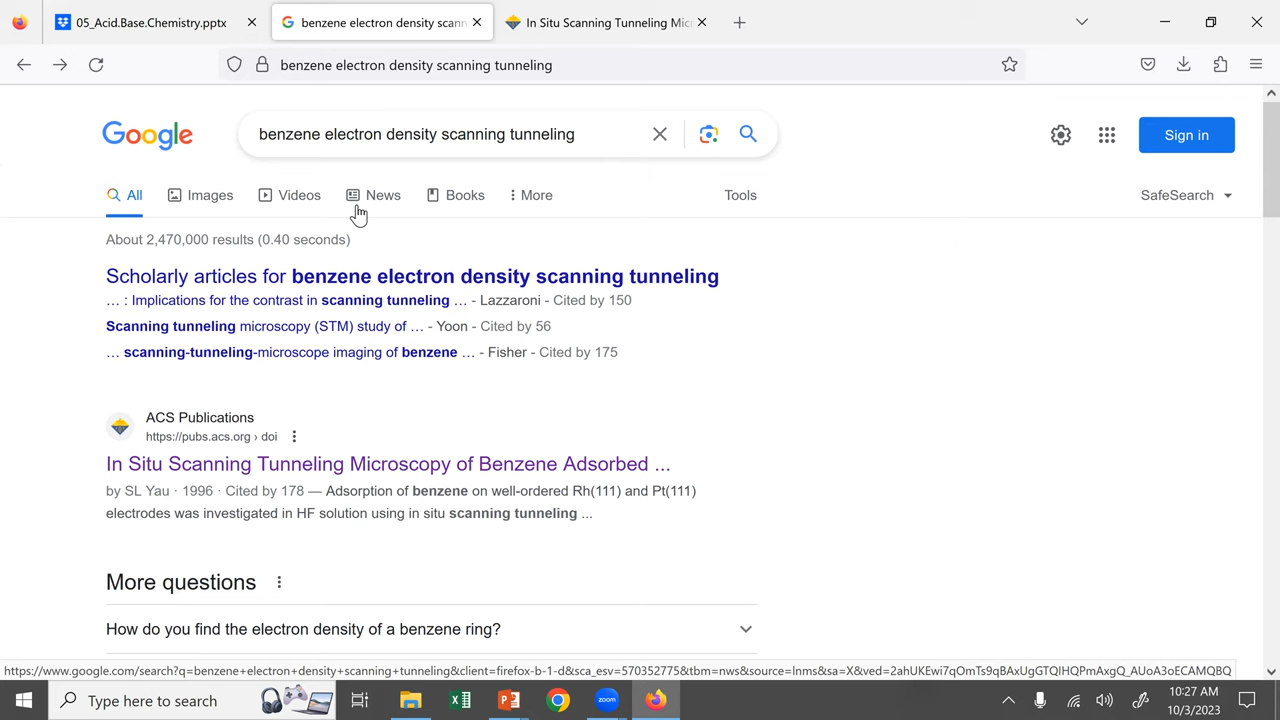 05_Acid.Base.Chemistry.pptx
benzene electron density scann
In Situ Scanning Tunneling Micr
benzene electron density scanning tunneling
Google
benzene electron density scanning tunneling
Sign in
All
Images
Videos
News
Books
More
Tools
SafeSearch
About 2,470,000 results (0.40 seconds)
Scholarly articles for benzene electron density scanning tunneling
… : Implications for the contrast in scanning tunneling … - Lazzaroni - Cited by 150
Scanning tunneling microscopy (STM) study of … - Yoon - Cited by 56
… scanning-tunneling-microscope imaging of benzene … - Fisher - Cited by 175
ACS Publications
https://pubs.acs.org › doi
In Situ Scanning Tunneling Microscopy of Benzene Adsorbed ...
by SL Yau · 1996 · Cited by 178 — Adsorption of benzene on well-ordered Rh(111) and Pt(111)
electrodes was investigated in HF solution using in situ scanning tunneling ...
More questions
How do you find the electron density of a benzene ring?
https://www.google.com/search?q=benzene+electron+density+scanning+tunneling&client=firefox-b-1-d&sca_esv=570352775&tbm=nws&source=lnms&sa=X&ved=2ahUKEwi7qOmTs9qBAxUgGTQIHQPmAxgQ_AUoA3oECAMQBQ
Type here to search
zoom
10:27 AM
10/3/2023